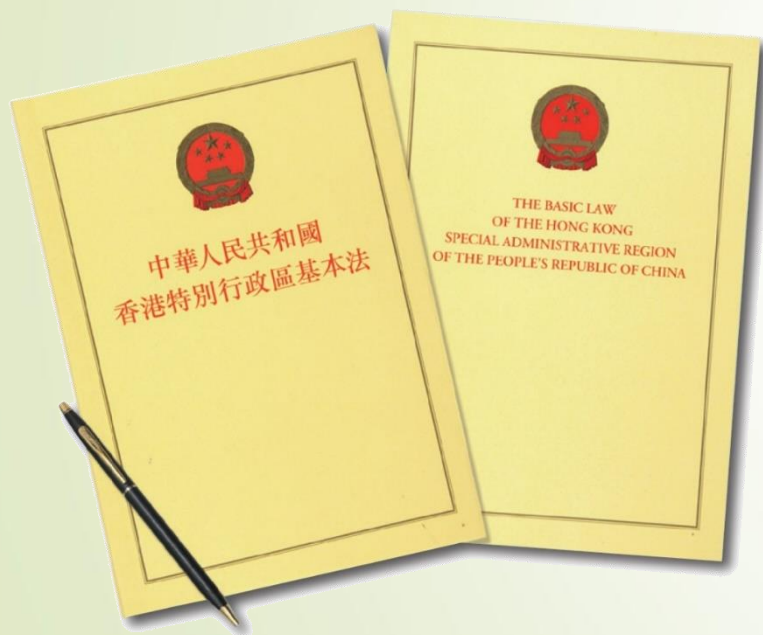 中華人民共和國
香港特別行政區基本法
THE BASIC LAW
OF THE HONG KONG
SPECIAL ADMINISTRATIVE REGION
OF THE PEOPLE'S REPUBLIC OF CHINA